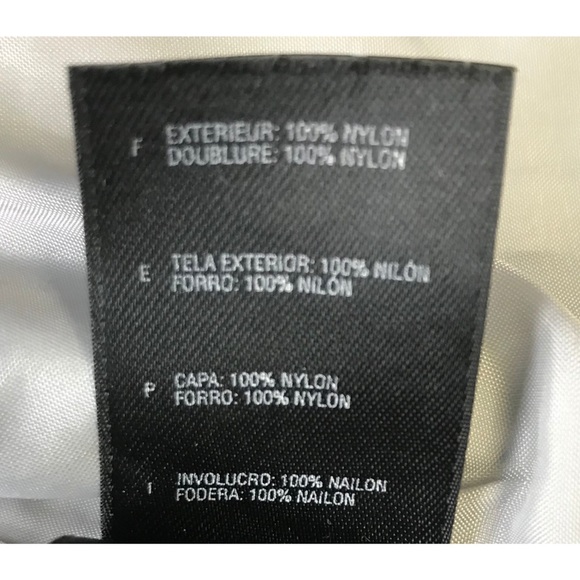 F EXTERIEUR: 100% NYLON
DOUBLURE: 100% NYLON
E TELA EXTERIOR: 100% NILÓN
FORRO: 100% NILÓN
P CAPA: 100% NYLON
FORRO: 100% NYLON
I INVOLUCRO: 100% NAILON
FODERA: 100% NAILON